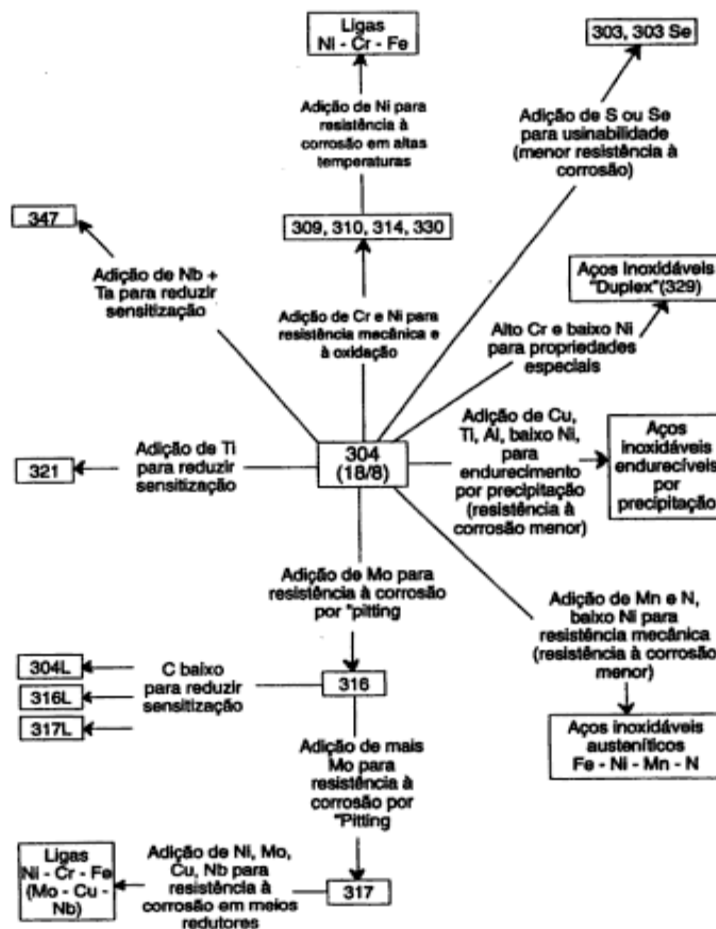 Ligas
Ni - Cr - Fe
303, 303 Se
Adição de Ni para
resistência à
corrosão em altas
temperaturas
Adição de S ou Se
para usinabilidade
(menor resistência à
corrosão)
347
309, 310, 314, 330
Adição de Nb +
Ta para reduzir
sensitização
Adição de Cr e Ni para
resistência mecânica e
à oxidação
Aços Inoxidáveis
"Duplex"(329)
Alto Cr e baixo Ni
para propriedades
especiais
321
Adição de Ti
para reduzir
sensitização
304
(18/8)
Adição de Cu,
Ti, Al, baixo Ni,
para
endurecimento
por precipitação
(resistência à
corrosão menor)
Aços
inoxidáveis
endurecíveis
por
precipitação
Adição de Mo para
resistência à corrosão
por "pitting
Adição de Mn e N,
baixo Ni para
resistência mecânica
(resistência à corrosão
menor)
304L
316L
317L
C baixo
para reduzir
sensitização
316
Aços inoxidáveis
austeníticos
Fe - Ni - Mn - N
Adição de mais
Mo para
resistência à
corrosão por
"Pitting
Ligas
Ni - Cr - Fe
(Mo - Cu -
Nb)
Adição de Ni, Mo,
Cu, Nb para
resistência à
corrosão em meios
redutores
317